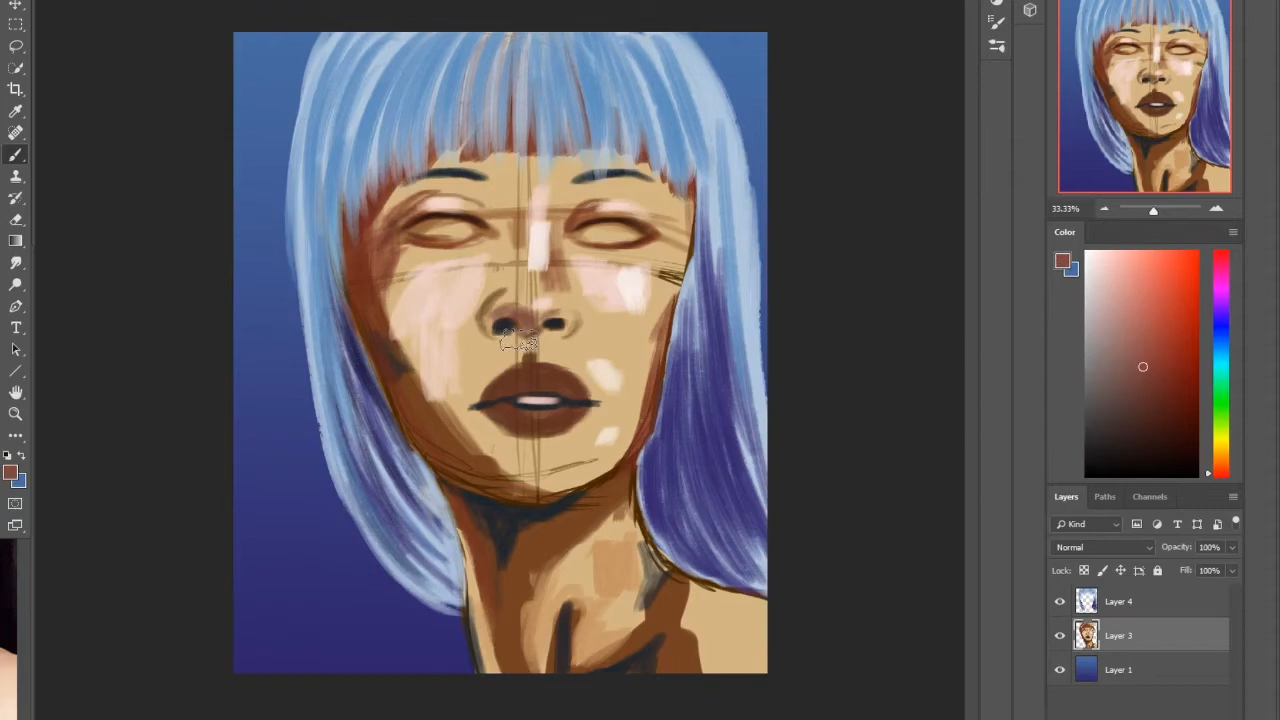 33.33%
Color
Layers Paths Channels
Kind
Normal Opacity: 100%
Lock: Fill: 100%
Layer 4
Layer 3
Layer 1